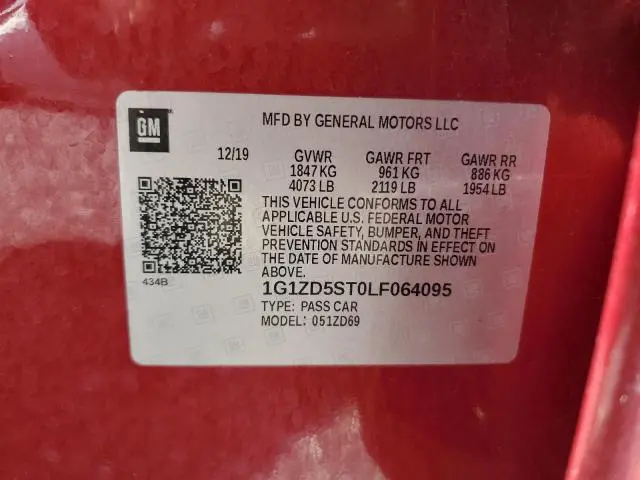 GM
MFD BY GENERAL MOTORS LLC
12/19 GVWR GAWR FRT GAWR RR
1847 KG 961 KG 886 KG
4073 LB 2119 LB 1954 LB
THIS VEHICLE CONFORMS TO ALL
APPLICABLE U.S. FEDERAL MOTOR
VEHICLE SAFETY, BUMPER, AND THEFT
PREVENTION STANDARDS IN EFFECT ON
THE DATE OF MANUFACTURE SHOWN
ABOVE.
434B
1G1ZD5ST0LF064095
TYPE: PASS CAR
MODEL: 051ZD69